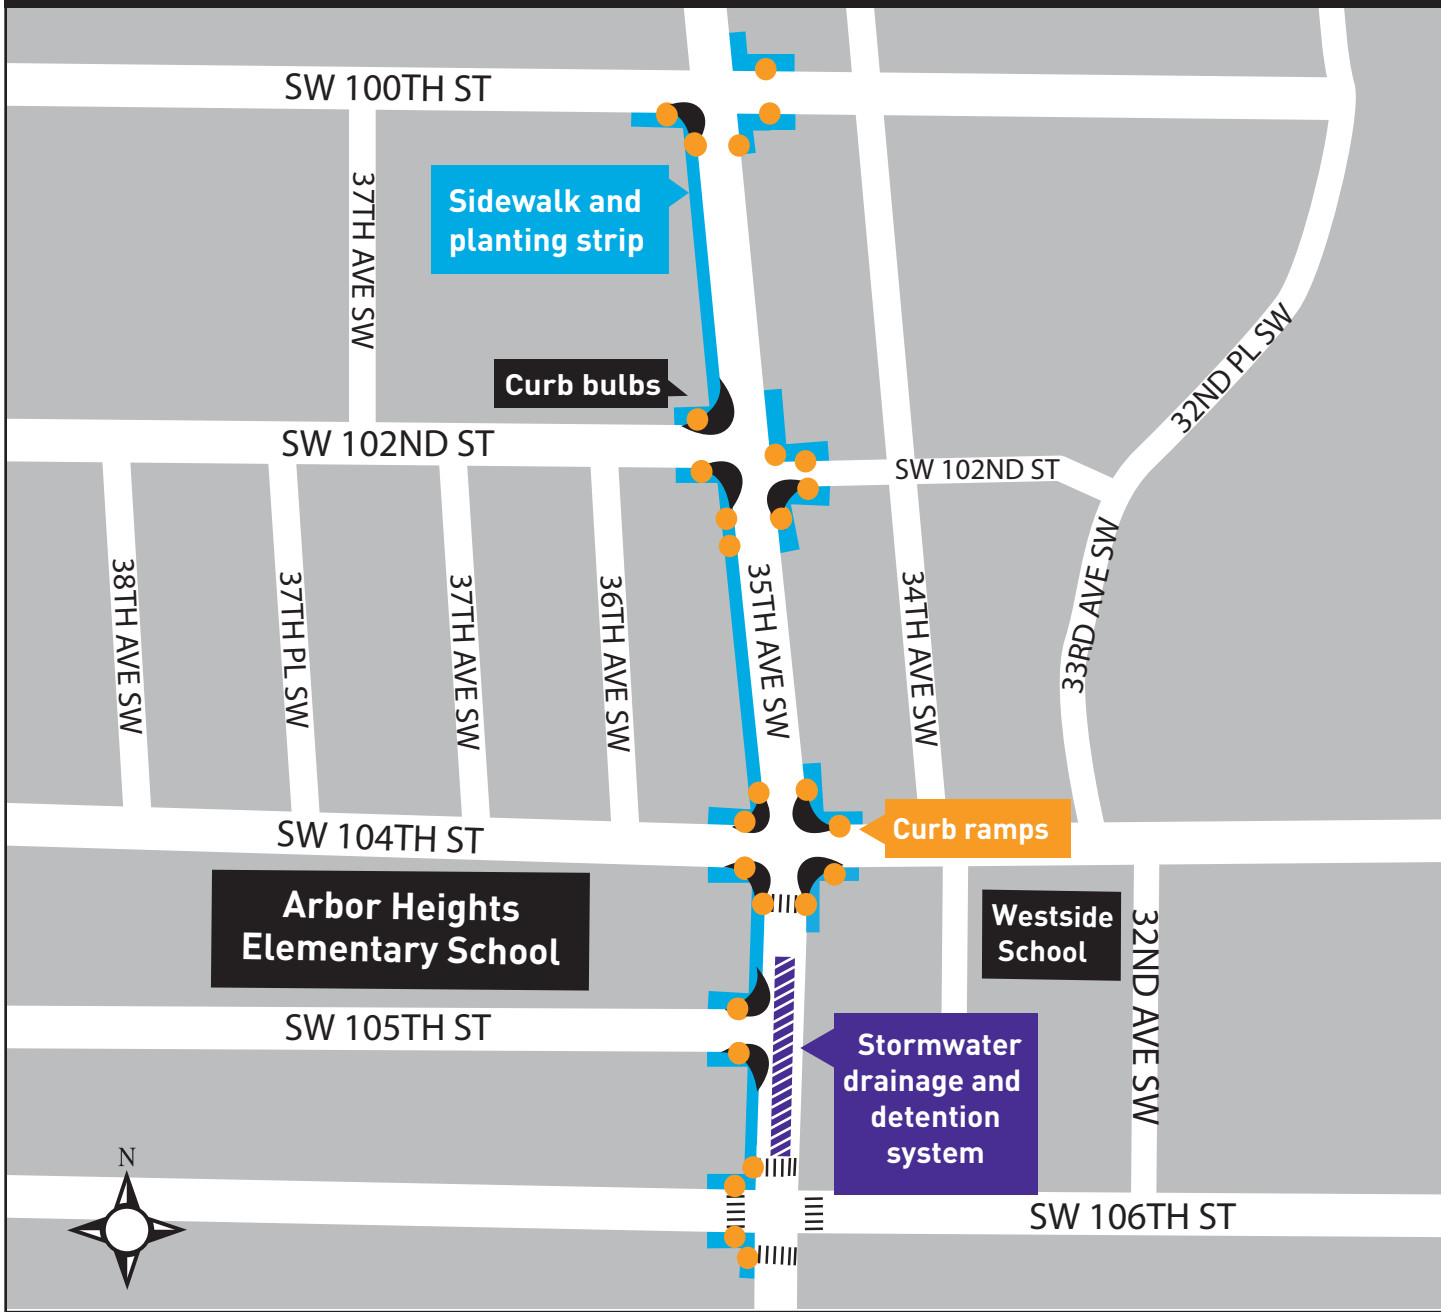 SW 100TH ST
37TH AVE SW
Sidewalk and
planting strip
32ND PL SW
Curb bulbs
SW 102ND ST
SW 102ND ST
38TH AVE SW
37TH PL SW
37TH AVE SW
36TH AVE SW
35TH AVE SW
34TH AVE SW
33RD AVE SW
SW 104TH ST
Curb ramps
Arbor Heights
Elementary School
Westside
School
32ND AVE SW
SW 105TH ST
Stormwater
drainage and
detention
system
N
SW 106TH ST